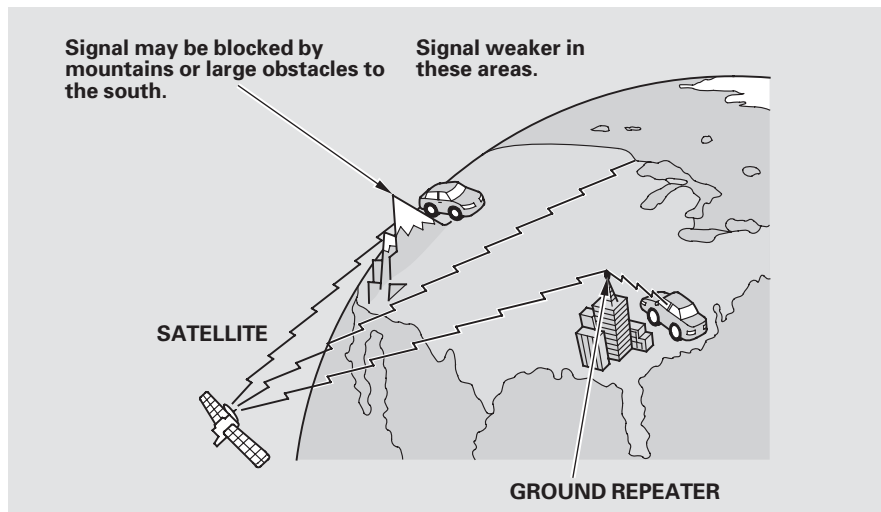 Signal may be blocked by
mountains or large obstacles to
the south.
Signal weaker in
these areas.
SATELLITE
GROUND REPEATER